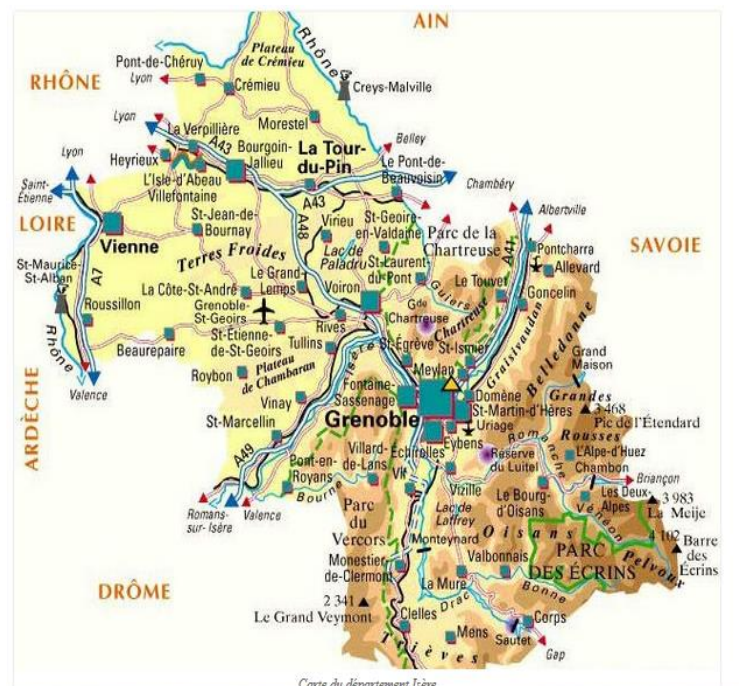 AIN
Plateau
de Crémieu
Rhône
Pont-de-Chéruy
RHÔNE
Lyon
Crémieu
Creys-Malville
Lyon
Morestel
La Verpillière
A43
Bourgoin-
Jallieu
La Tour-
du-Pin
Belley
Lyon
Heyrieux
Le Pont-de-
Beauvoisin
L'Isle-d'Abeau
Villefontaine
Saint-
Étienne
Chambéry
A43
LOIRE
St-Jean-de-
Bournay
A48
Virieu
St-Geoire-
en-Valdaine
Albertville
Vienne
Parc de la
Chartreuse
A41
Pontcharra
SAVOIE
Terres Froides
Lac de
Paladru
St-Laurent-
du-Pont
St-Maurice-
St-Alban
A7
Le Grand-
Lemps
Le Touvet
Allevard
La Côte-St-André
Voiron
Guiers
Goncelin
Roussillon
Grenoble-
St-Geoirs
Gde
Chartreuse
Chartreuse
Rhône
Rives
Beaurepaire
St-Étienne-
de-St-Geoirs
Tullins
Isère
St-Égrève
St-Ismier
Graisivaudan
Belledonne
Grand
Maison
Plateau
de Chambaran
Roybon
Meylan
Valence
Fontaine-
Sassenage
Domène
Grandes
Rousses
ARDÈCHE
Vinay
Grenoble
St-Martin-d'Hères
Uriage
3 468
Pic de l'Étendard
St-Marcellin
Eybens
Romanche
A49
Villard-
de-Lans
Échirolles
Réserve
du Luitel
L'Alpe-d'Huez
Pont-en-
Royans
Vif
Chambon
Briançon
Bourne
Vizille
Le Bourg-
d'Oisans
Les Deux-
Alpes
Romans-
sur-Isère
Valence
Parc
du
Vercors
Lac de
Laffrey
Vénéon
3 983
La Meije
Oisans
4 102
Barre
des
Écrins
Monteynard
PARC
DES ÉCRINS
Pelvoux
Monestier-
de-Clermont
Valbonnais
DRÔME
La Mure
Bonne
2 341
Le Grand Veymont
Drac
Clelles
Corps
Mens
Sautet
Trièves
Gap
Carte du département Isère